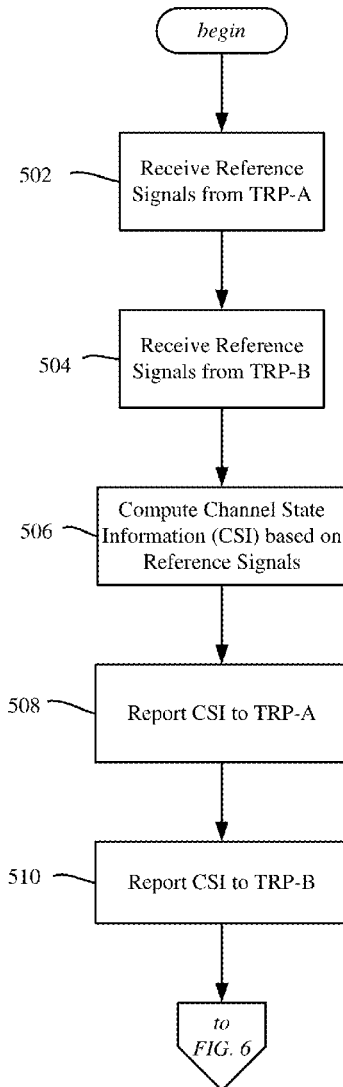 begin
502
Receive Reference
Signals from TRP-A
504
Receive Reference
Signals from TRP-B
506
Compute Channel State
Information (CSI) based on
Reference Signals
508
Report CSI to TRP-A
510
Report CSI to TRP-B
to
FIG. 6